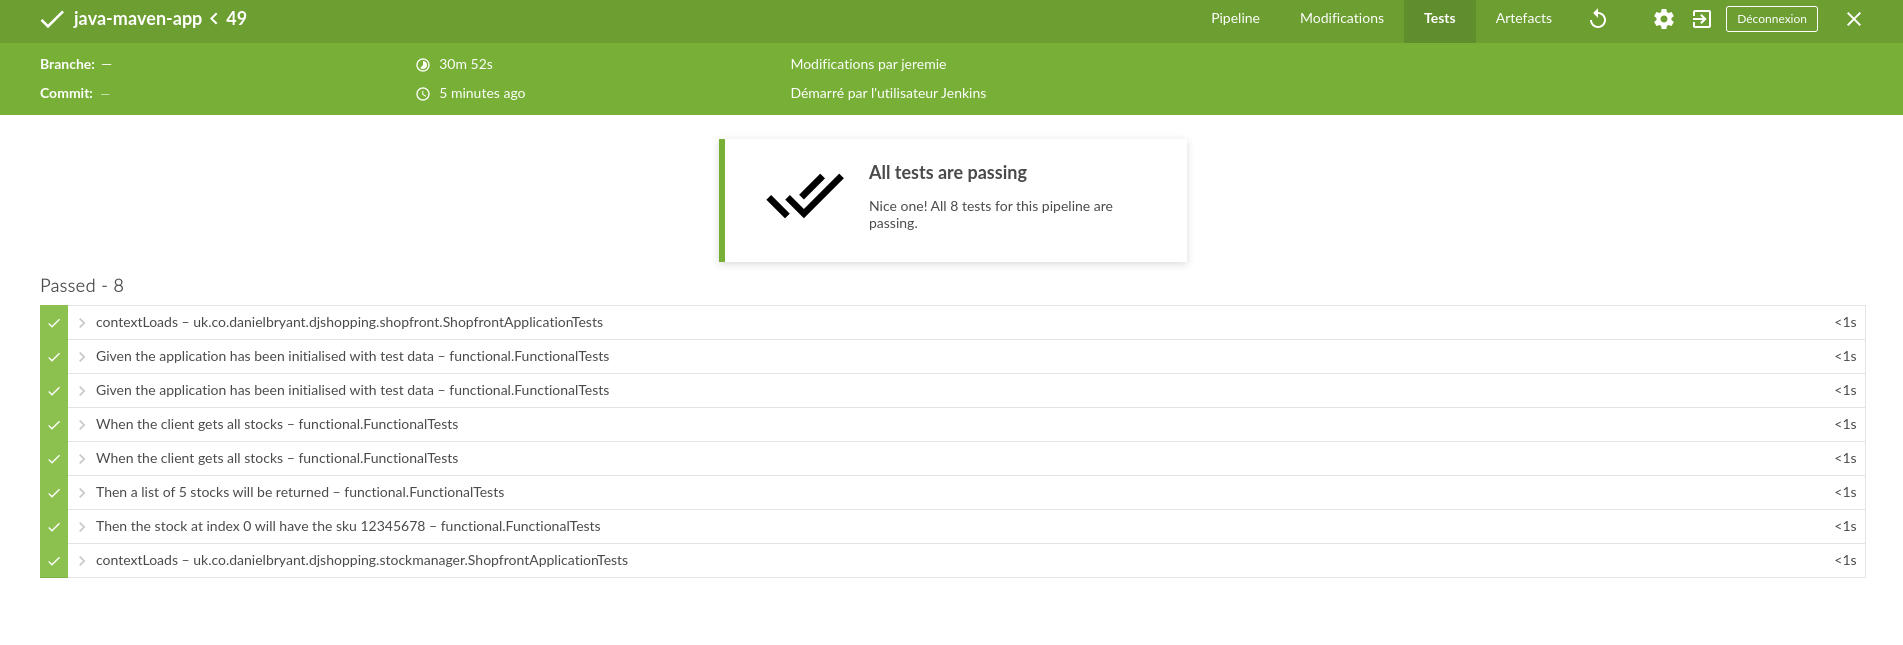 java-maven-app < 49
Pipeline
Modifications
Tests
Artefacts
Déconnexion
Branche: —
30m 52s
Modifications par jeremie
Commit: —
5 minutes ago
Démarré par l'utilisateur Jenkins
All tests are passing
Nice one! All 8 tests for this pipeline are
passing.
Passed - 8
contextLoads – uk.co.danielbryant.djshopping.shopfront.ShopfrontApplicationTests <1s
Given the application has been initialised with test data – functional.FunctionalTests <1s
Given the application has been initialised with test data – functional.FunctionalTests <1s
When the client gets all stocks – functional.FunctionalTests <1s
When the client gets all stocks – functional.FunctionalTests <1s
Then a list of 5 stocks will be returned – functional.FunctionalTests <1s
Then the stock at index 0 will have the sku 12345678 – functional.FunctionalTests <1s
contextLoads – uk.co.danielbryant.djshopping.stockmanager.ShopfrontApplicationTests <1s